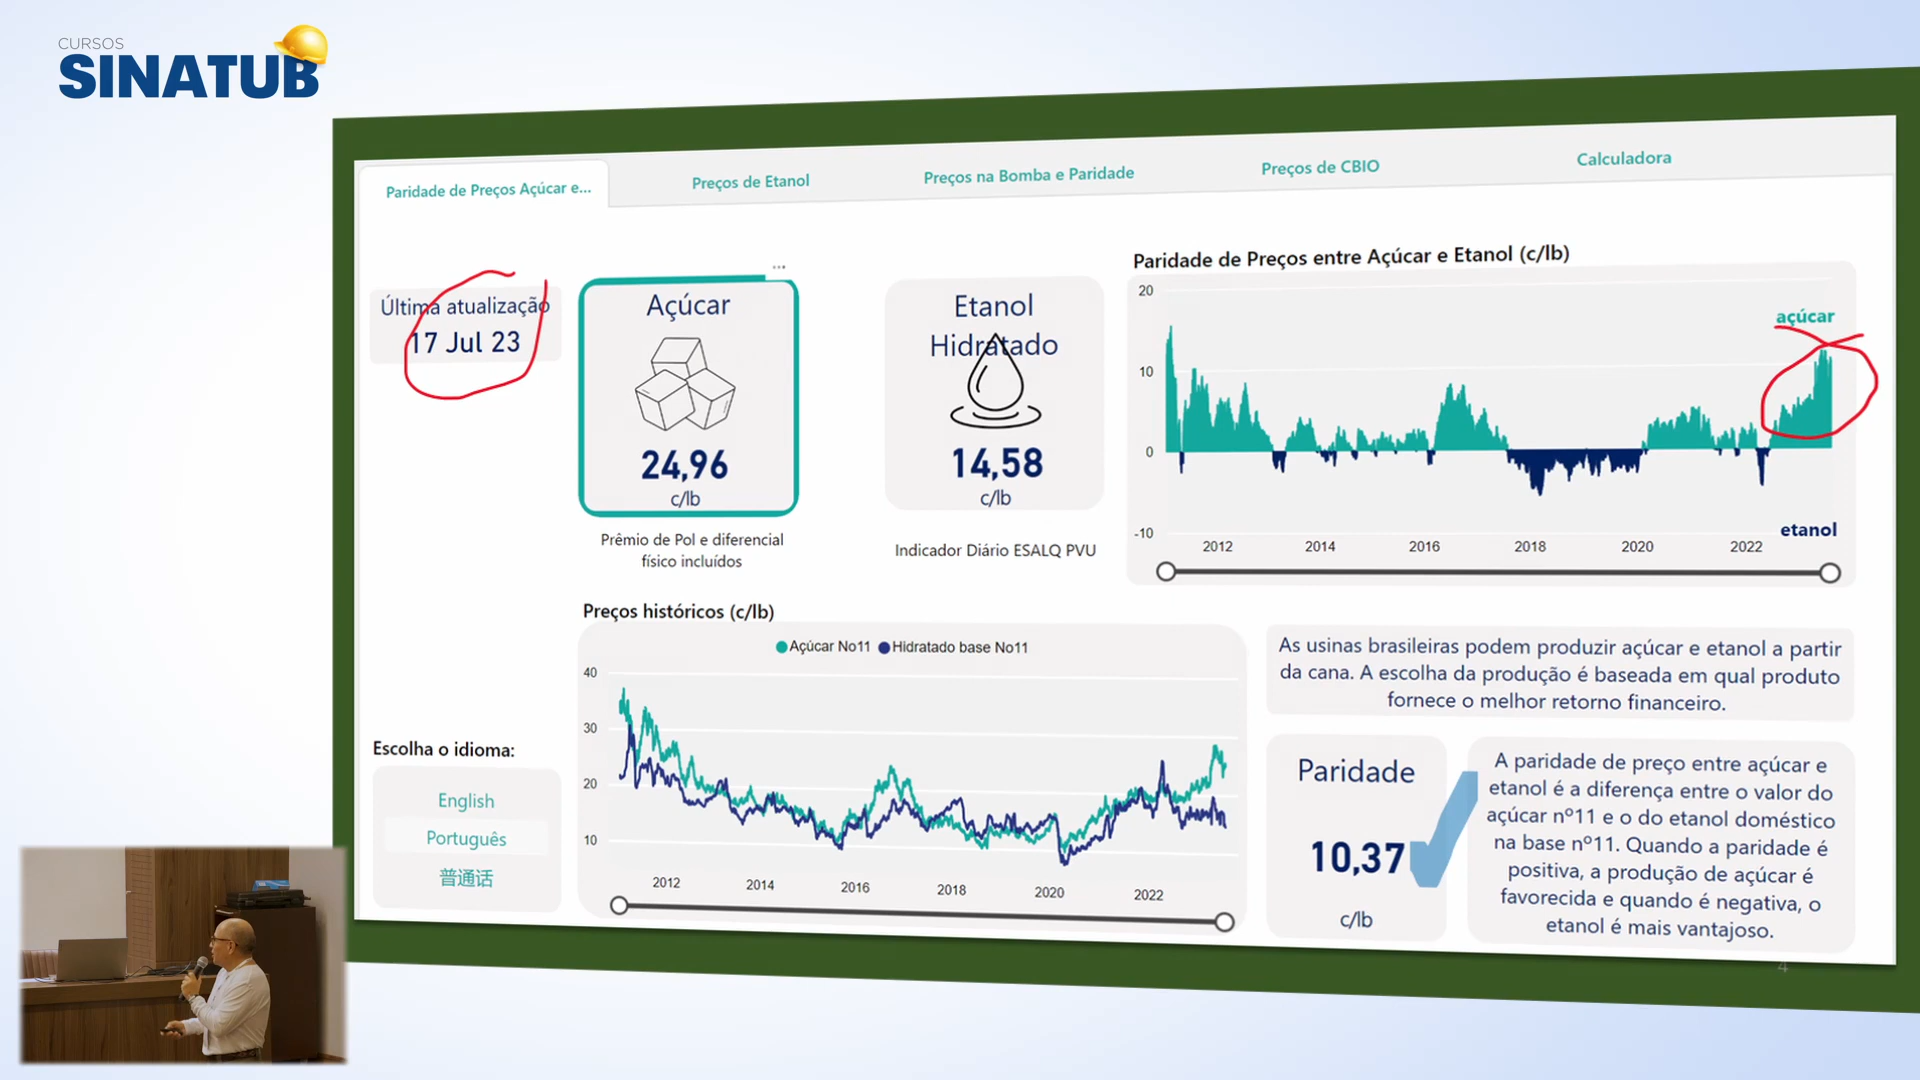 CURSOS
SINATUB
Paridade de Preços Açúcar e...
Preços de Etanol
Preços na Bomba e Paridade
Preços de CBIO
Calculadora
Última atualização
17 Jul 23
...
Açúcar
24,96
c/lb
Prêmio de Pol e diferencial
físico incluídos
Etanol
Hidratado
14,58
c/lb
Indicador Diário ESALQ PVU
Paridade de Preços entre Açúcar e Etanol (c/lb)
20
açúcar
10
0
-10
etanol
2012 2014 2016 2018 2020 2022
Preços históricos (c/lb)
Açúcar No11 Hidratado base No11
40
30
20
10
2012 2014 2016 2018 2020 2022
Escolha o idioma:
English
Português
普通话
As usinas brasileiras podem produzir açúcar e etanol a partir
da cana. A escolha da produção é baseada em qual produto
fornece o melhor retorno financeiro.
Paridade
10,37
c/lb
A paridade de preço entre açúcar e
etanol é a diferença entre o valor do
açúcar nº11 e o do etanol doméstico
na base nº11. Quando a paridade é
positiva, a produção de açúcar é
favorecida e quando é negativa, o
etanol é mais vantajoso.
4